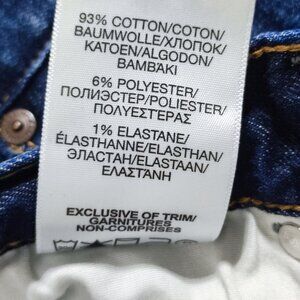 93% COTTON/COTON/
BAUMWOLLE/ХЛОПОК/
KATOEN/ALGODON/
ΒΑΜΒΑΚΙ
6% POLYESTER/
ПОЛИЭСТЕР/POLIESTER/
ΠΟΛΥΕΣΤΕΡΑΣ
1% ELASTANE/
ÉLASTHANNE/ELASTHAN/
ЭЛАСТАН/ELASTAAN/
ΕΛΑΣΤΑΝΗ
EXCLUSIVE OF TRIM/
GARNITURES
NON-COMPRISES